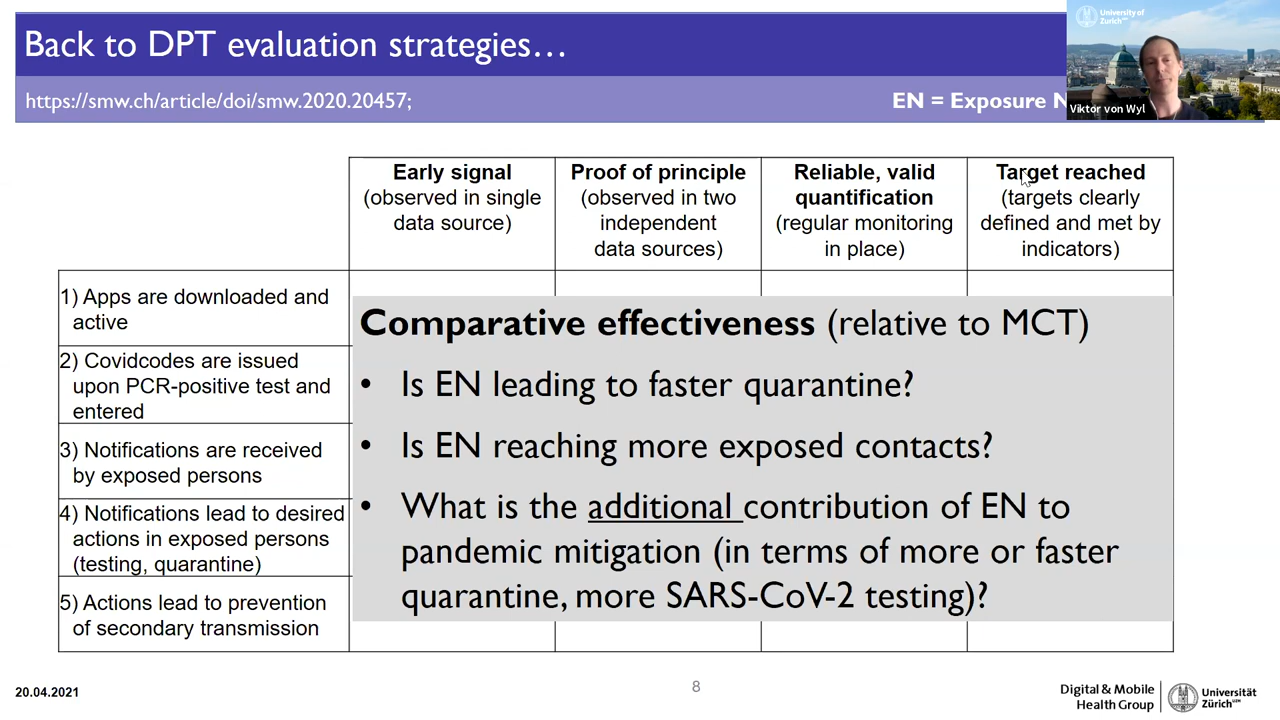 Back to DPT evaluation strategies…
https://smw.ch/article/doi/smw.2020.20457;
EN = Exposure N
University of
Zurich
Viktor von Wyl
Early signal
(observed in single
data source)
Proof of principle
(observed in two
independent
data sources)
Reliable, valid
quantification
(regular monitoring
in place)
Target reached
(targets clearly
defined and met by
indicators)
1) Apps are downloaded and
active
2) Covidcodes are issued
upon PCR-positive test and
entered
3) Notifications are received
by exposed persons
4) Notifications lead to desired
actions in exposed persons
(testing, quarantine)
5) Actions lead to prevention
of secondary transmission
Comparative effectiveness (relative to MCT)
• Is EN leading to faster quarantine?
• Is EN reaching more exposed contacts?
• What is the additional contribution of EN to
pandemic mitigation (in terms of more or faster
quarantine, more SARS-CoV-2 testing)?
20.04.2021
8
Digital & Mobile
Health Group
Universität
Zürich